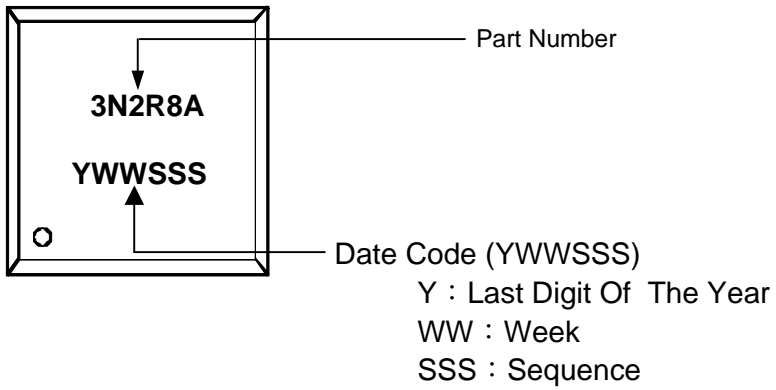 Part Number
3N2R8A
YWWSSS
Date Code (YWWSSS)
Y：Last Digit Of The Year
WW：Week
SSS：Sequence